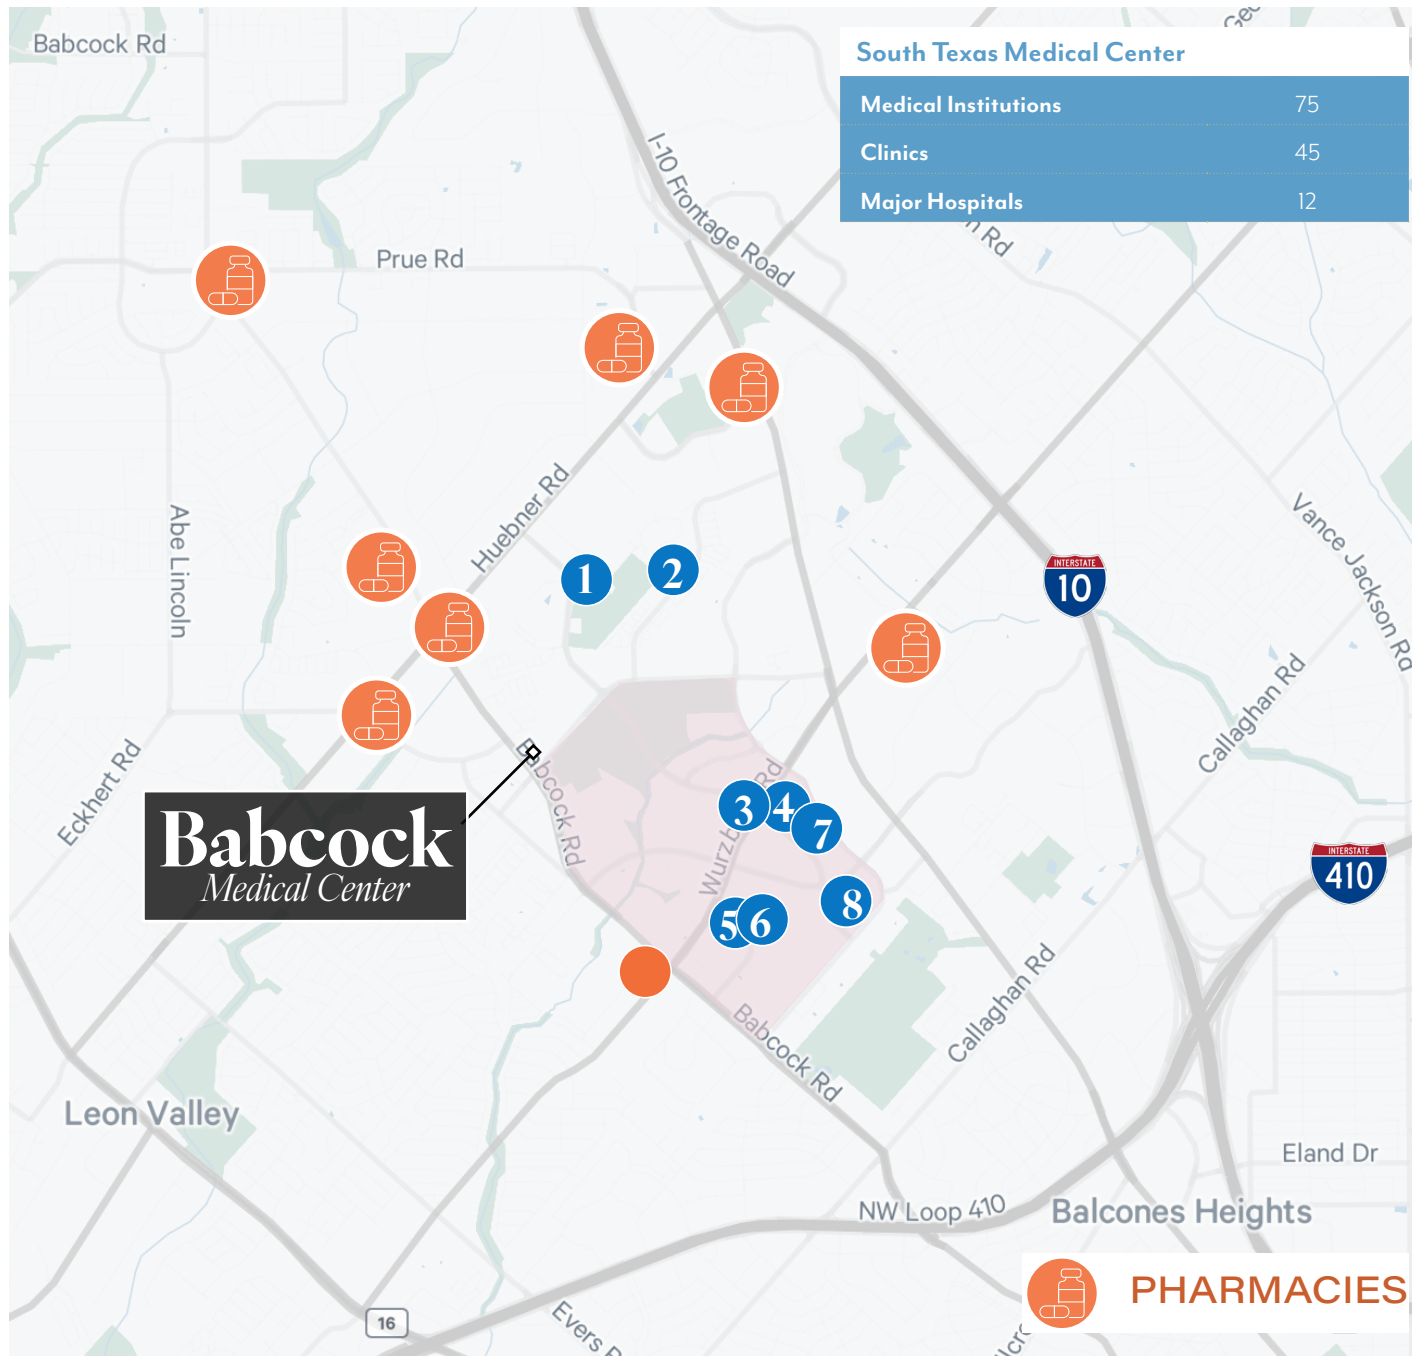 Babcock Rd
South Texas Medical Center
Medical Institutions 75
Clinics 45
Major Hospitals 12
I-10 Frontage Road
Rd
Prue Rd
Huebner Rd
Abe Lincoln
Vance Jackson Rd
1
2
INTERSTATE
10
Callaghan Rd
Eckhert Rd
Babcock Rd
Rd
3
4
7
Babcock
Medical Center
INTERSTATE
410
8
5
6
Callaghan Rd
Babcock Rd
Leon Valley
Eland Dr
NW Loop 410
Balcones Heights
PHARMACIES
16
Evers